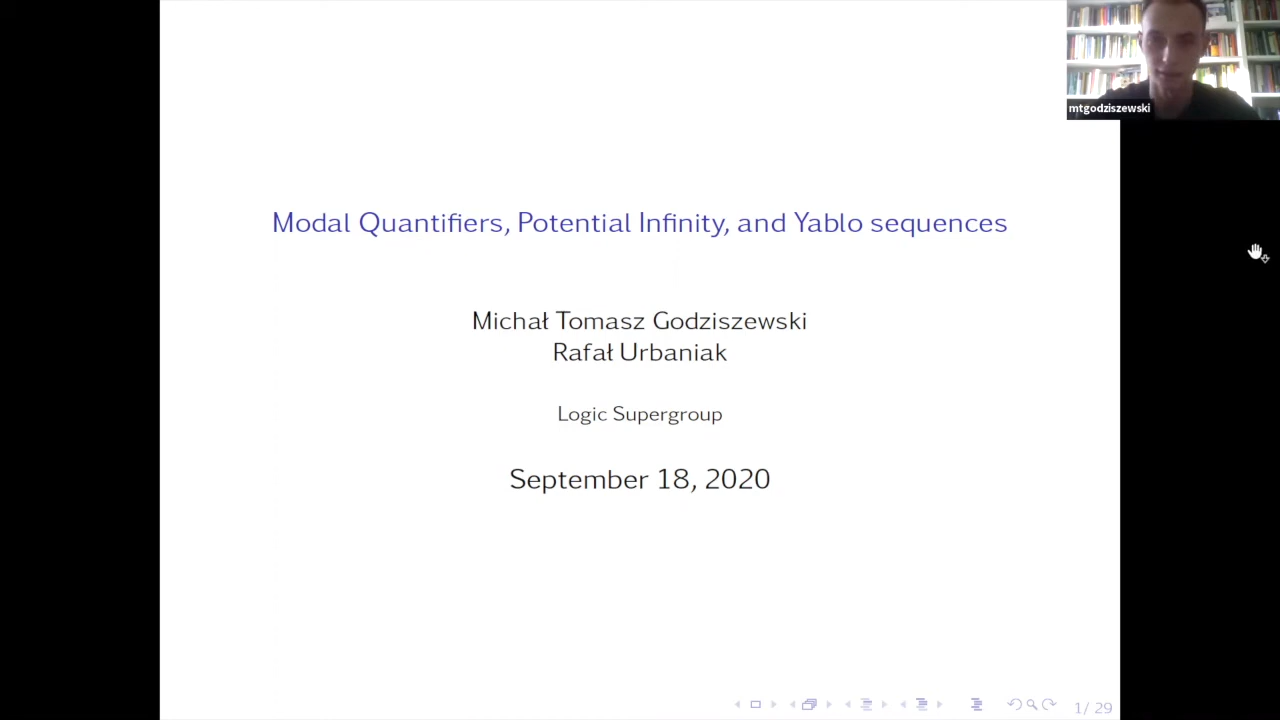 mtgodziszewski
Modal Quantifiers, Potential Infinity, and Yablo sequences
Michał Tomasz Godziszewski
Rafał Urbaniak
Logic Supergroup
September 18, 2020
1/ 29